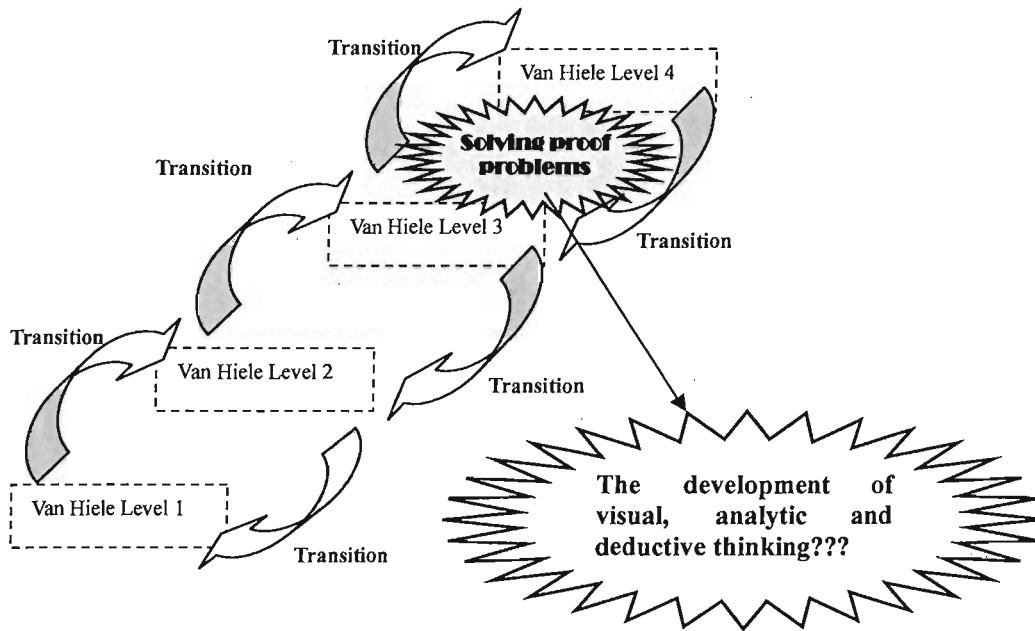 Transition
Van Hiele Level 4
Solving proof
problems
Transition
Van Hiele Level 3
Transition
Transition
Van Hiele Level 2
Transition
The development of
visual, analytic and
deductive thinking???
Van Hiele Level 1
Transition